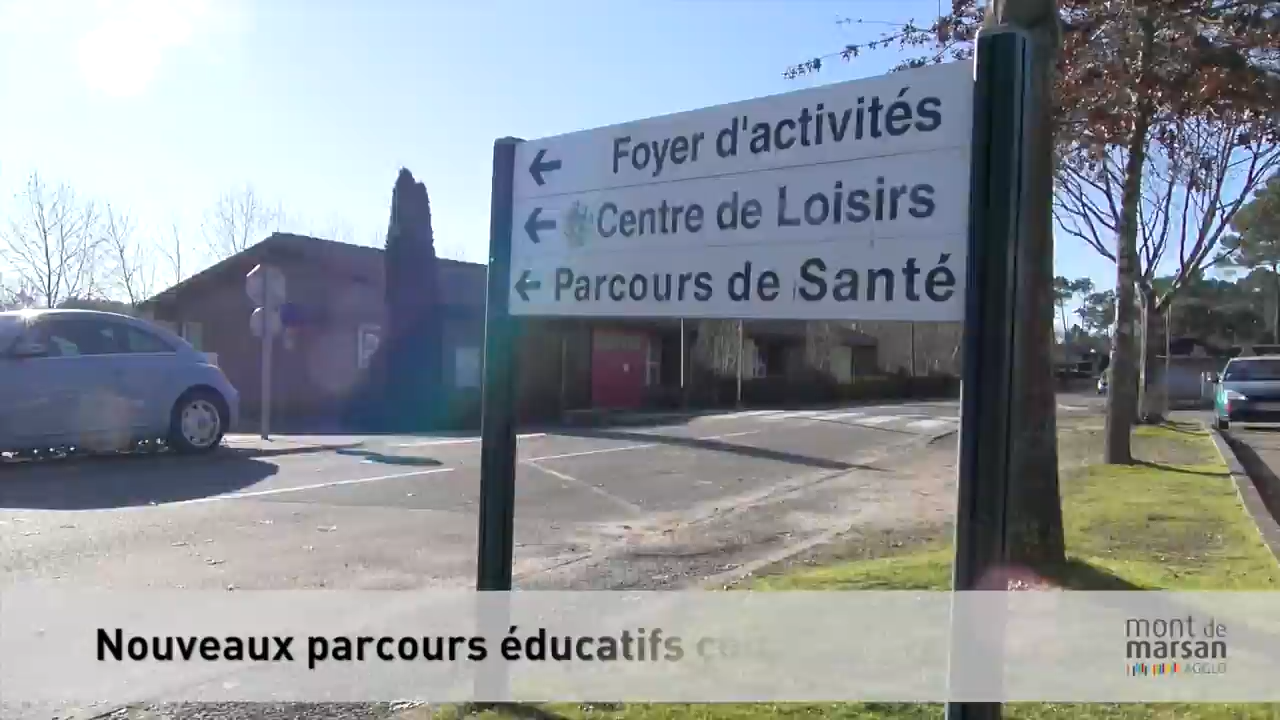 Foyer d'activités
Centre de Loisirs
Parcours de Santé
Nouveaux parcours éducatifs
mont de
marsan
AGGLO